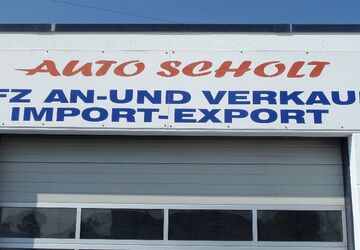 AUTO SCHOLT
FZ AN-UND VERKAU
IMPORT-EXPORT